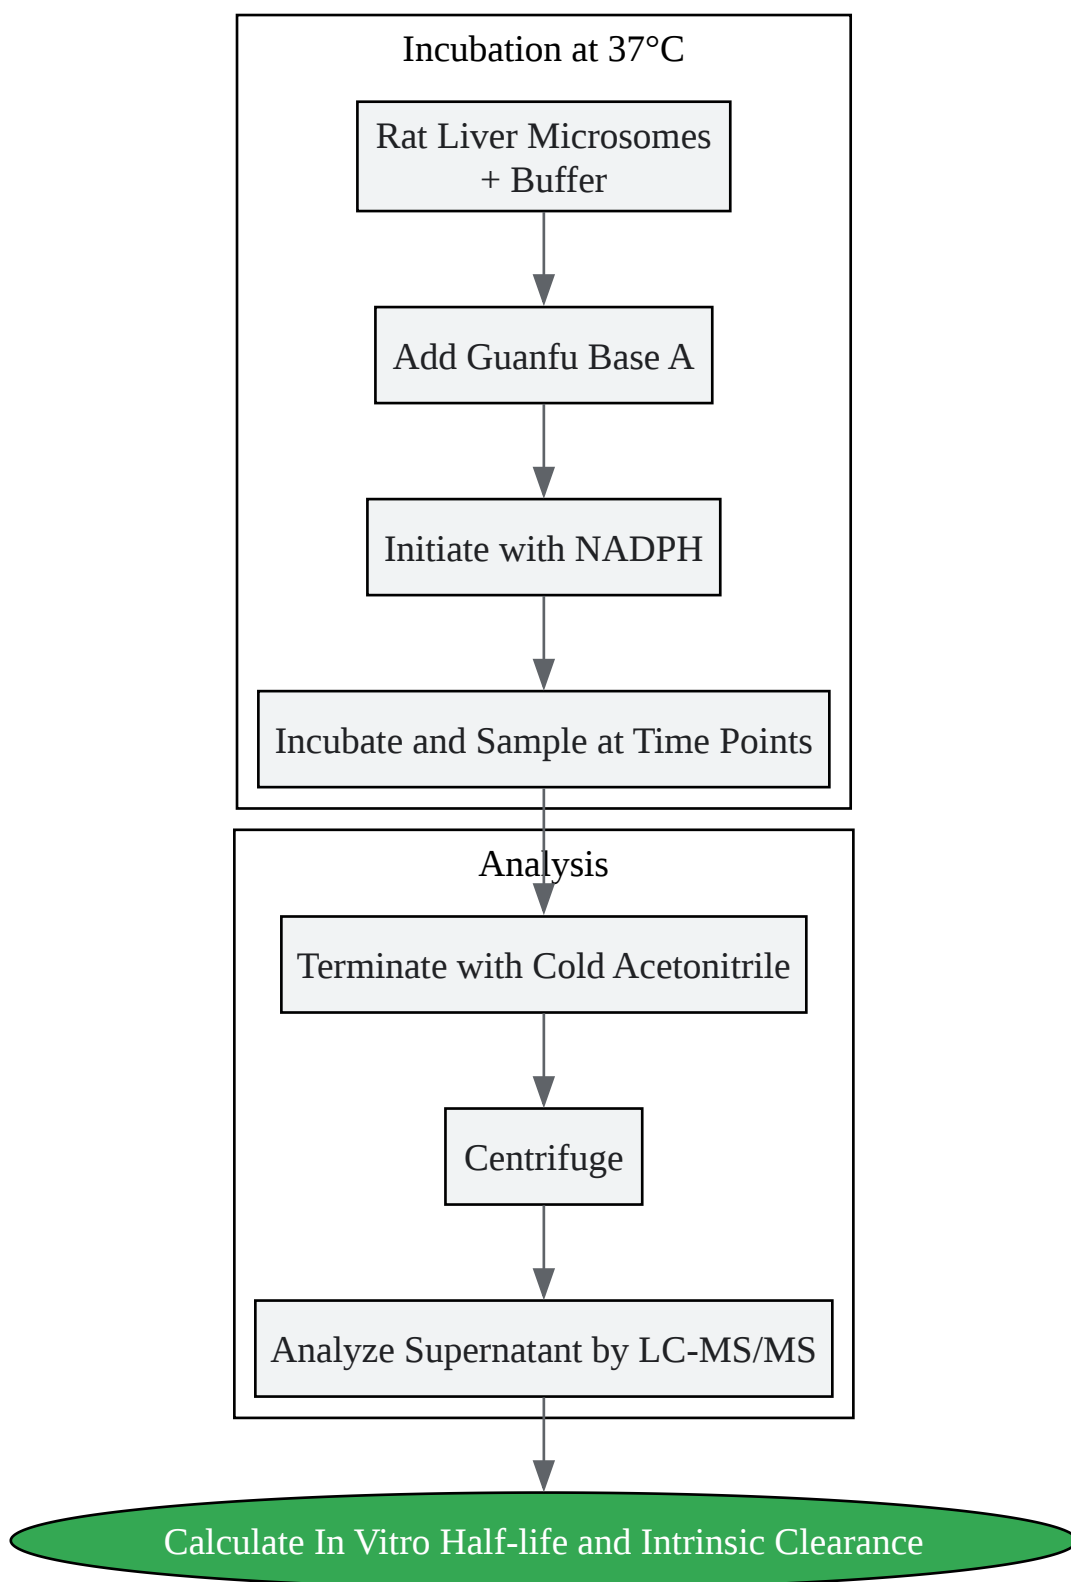 Incubation at 37°C
Rat Liver Microsomes
+ Buffer
Add Guanfu Base A
Initiate with NADPH
Incubate and Sample at Time Points
Analysis
Terminate with Cold Acetonitrile
Centrifuge
Analyze Supernatant by LC-MS/MS
Calculate In Vitro Half-life and Intrinsic Clearance